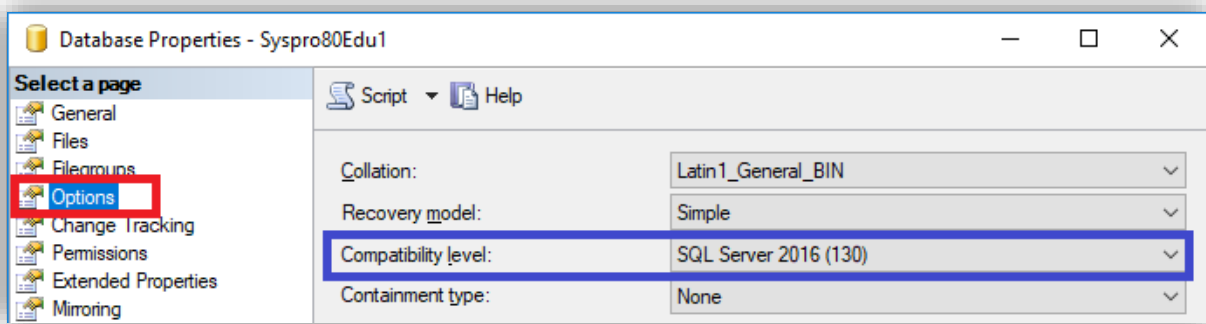 Database Properties - Syspro80Edu1
Select a page
General
Files
Filegroups
Options
Change Tracking
Permissions
Extended Properties
Mirroring
Script Help
Collation: Latin1_General_BIN
Recovery model: Simple
Compatibility level: SQL Server 2016 (130)
Containment type: None